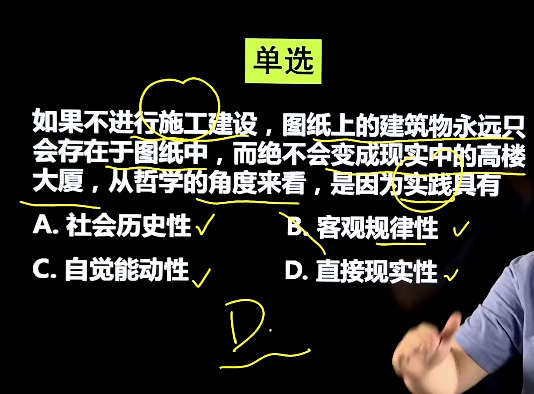 单选
如果不进行施工建设，图纸上的建筑物永远只
会存在于图纸中，而绝不会变成现实中的高楼
大厦，从哲学的角度来看，是因为实践具有
A. 社会历史性
B. 客观规律性
C. 自觉能动性
D. 直接现实性
D.